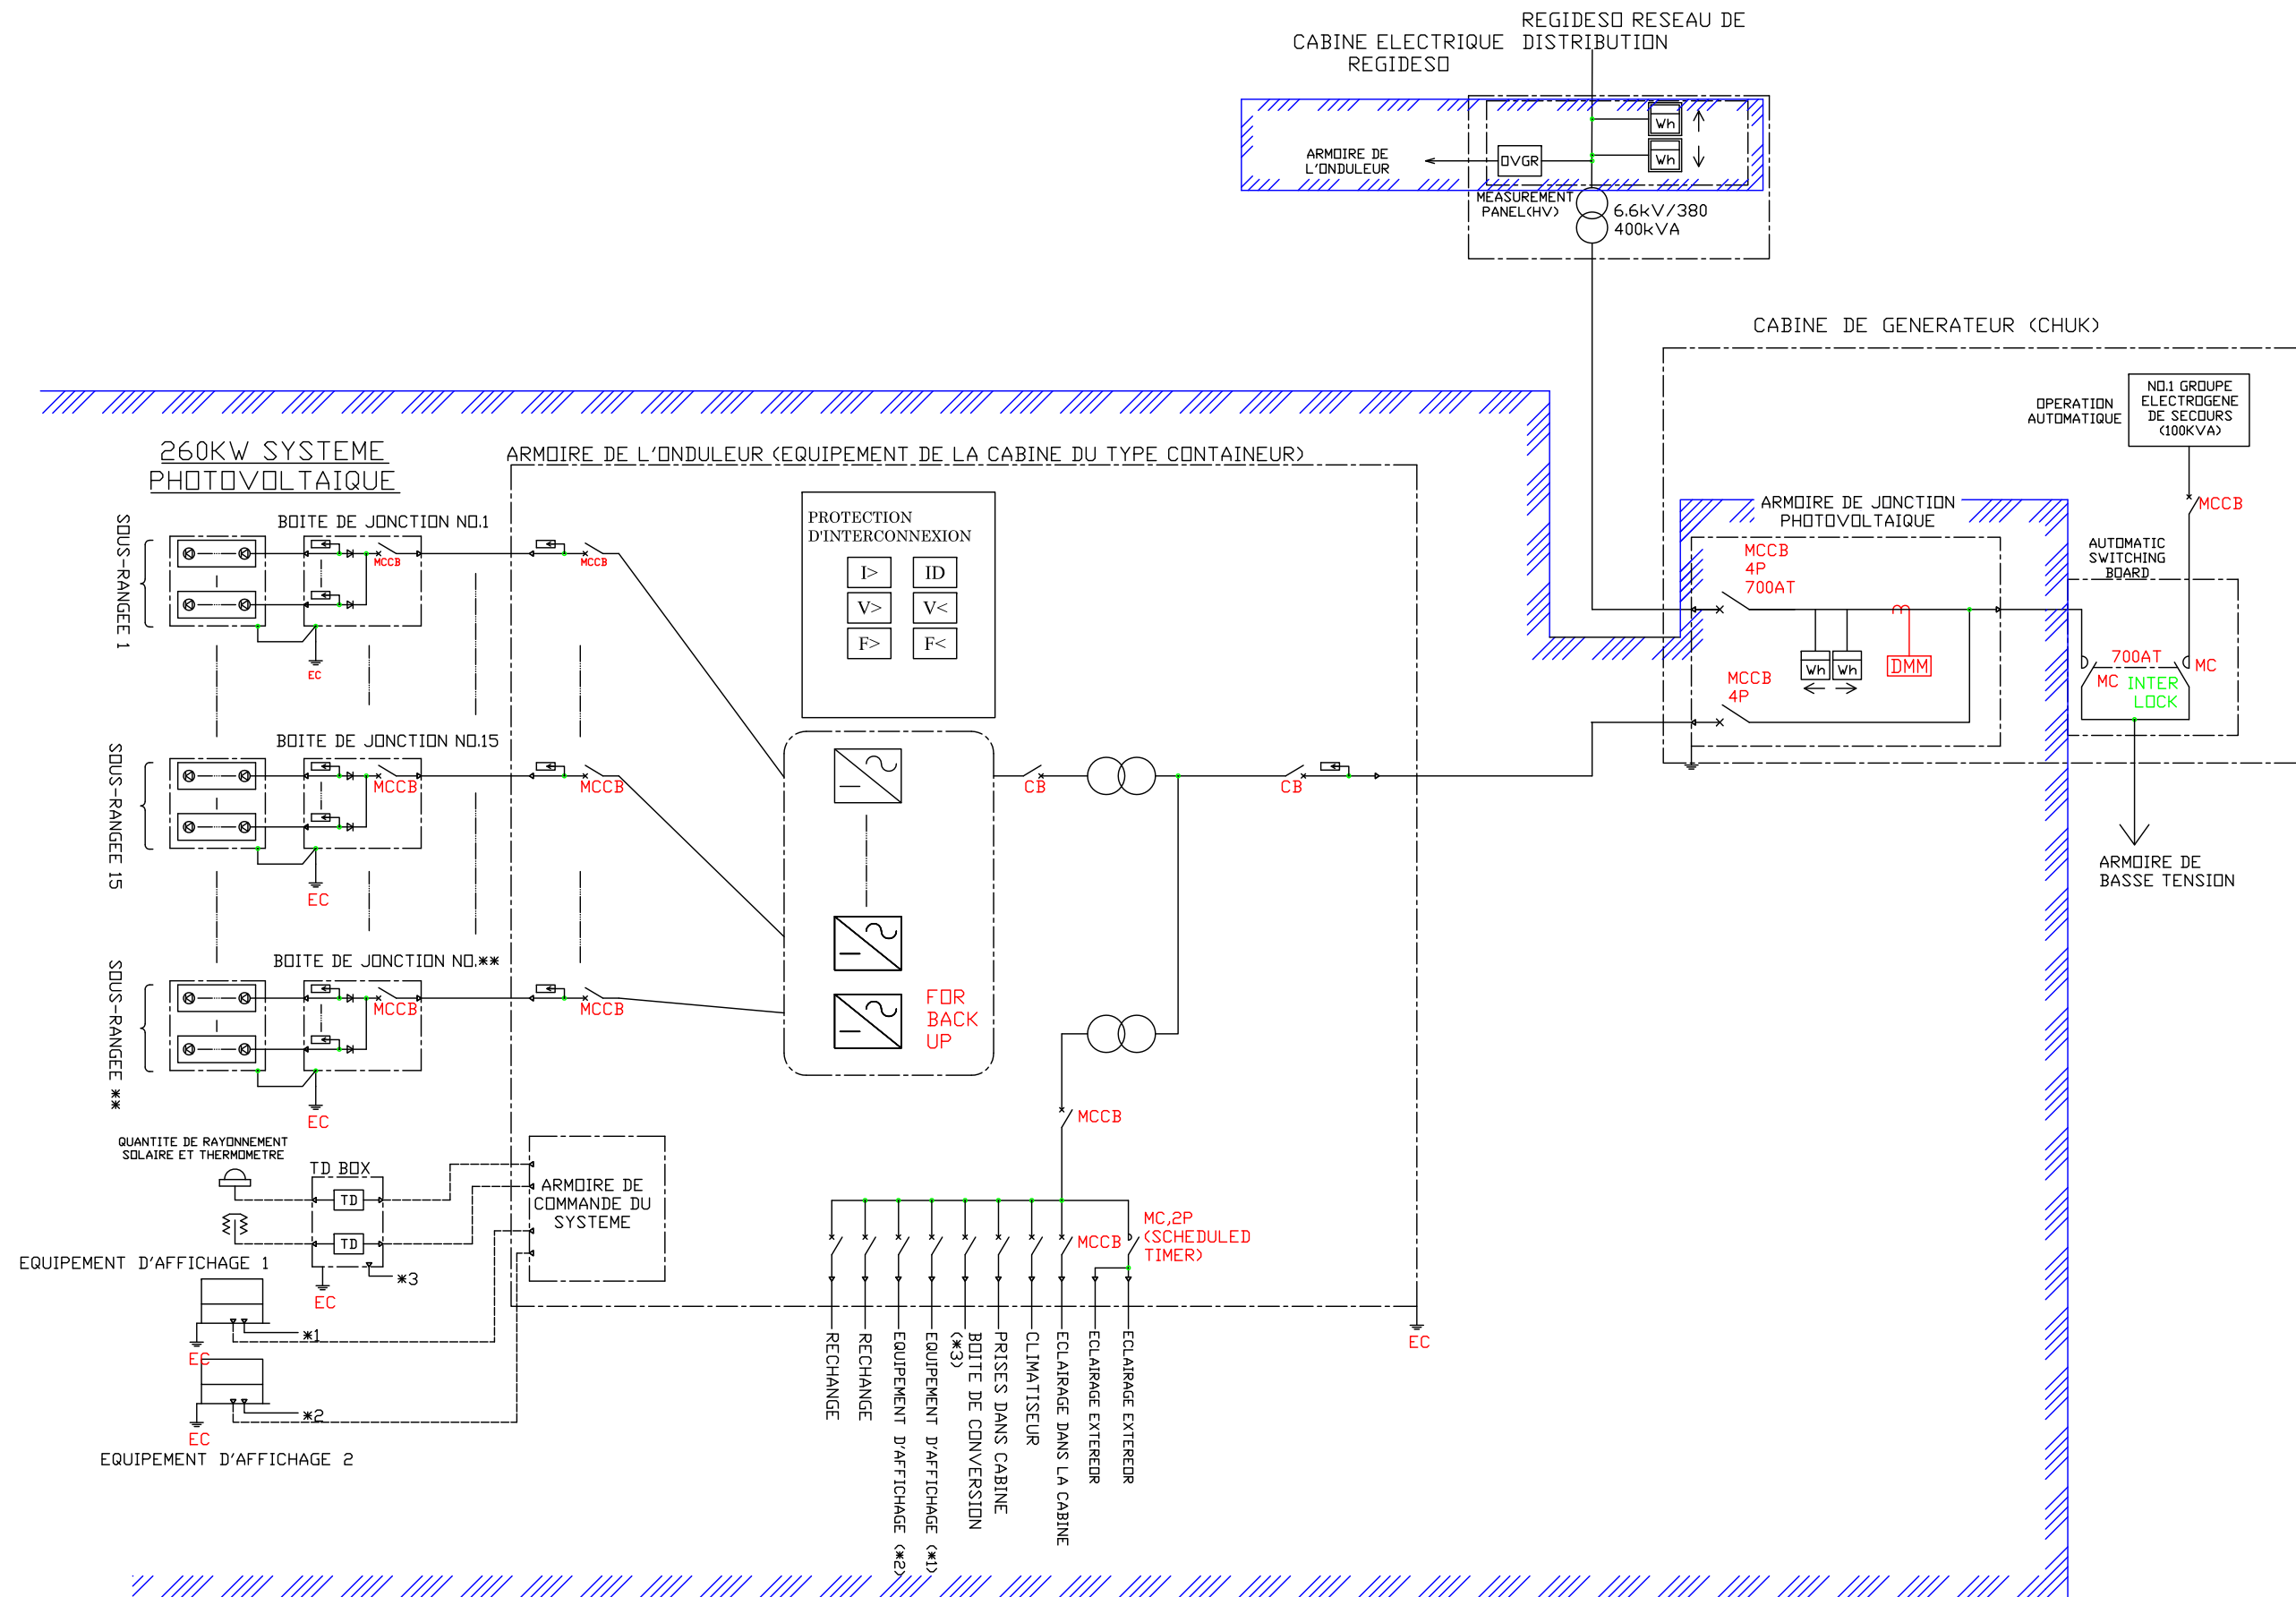 REGIDESO RESEAU DE
DISTRIBUTION
CABINE ELECTRIQUE
REGIDESO
ARMOIRE DE
L'ONDULEUR
OVGR
Wh
Wh
MEASUREMENT
PANEL(HV)
6.6kV/380
400kVA
CABINE DE GENERATEUR (CHUK)
OPERATION
AUTOMATIQUE
NO.1 GROUPE
ELECTROGENE
DE SECOURS
(100KVA)
MCCB
ARMOIRE DE JONCTION
PHOTOVOLTAIQUE
MCCB
4P
700AT
AUTOMATIC
SWITCHING
BOARD
Wh
Wh
DMM
MCCB
4P
700AT
MC
MC
INTER
LOCK
ARMOIRE DE
BASSE TENSION
260KW SYSTEME
PHOTOVOLTAIQUE
ARMOIRE DE L'ONDULEUR (EQUIPEMENT DE LA CABINE DU TYPE CONTAINEUR)
PROTECTION
D'INTERCONNEXION
I>
ID
V>
V<
F>
F<
SOUS-RANGEE 1
BOITE DE JONCTION NO.1
MCCB
MCCB
EC
SOUS-RANGEE 15
BOITE DE JONCTION NO.15
MCCB
MCCB
EC
CB
CB
SOUS-RANGEE **
BOITE DE JONCTION NO.**
MCCB
MCCB
EC
FOR
BACK
UP
MCCB
QUANTITE DE RAYONNEMENT
SOLAIRE ET THERMOMETRE
TD BOX
TD
TD
*3
EC
ARMOIRE DE
COMMANDE DU
SYSTEME
EQUIPEMENT D'AFFICHAGE 1
*1
EC
*2
EC
EQUIPEMENT D'AFFICHAGE 2
MCCB
MC,2P
(SCHEDULED
TIMER)
RECHANGE
RECHANGE
EQUIPEMENT D'AFFICHAGE (*2)
EQUIPEMENT D'AFFICHAGE (*1)
BOITE DE CONVERSION
(*3)
PRISES DANS CABINE
CLIMATISEUR
ECLAIRAGE DANS LA CABINE
ECLAIRAGE EXTEREOR
ECLAIRAGE EXTEREOR
EC